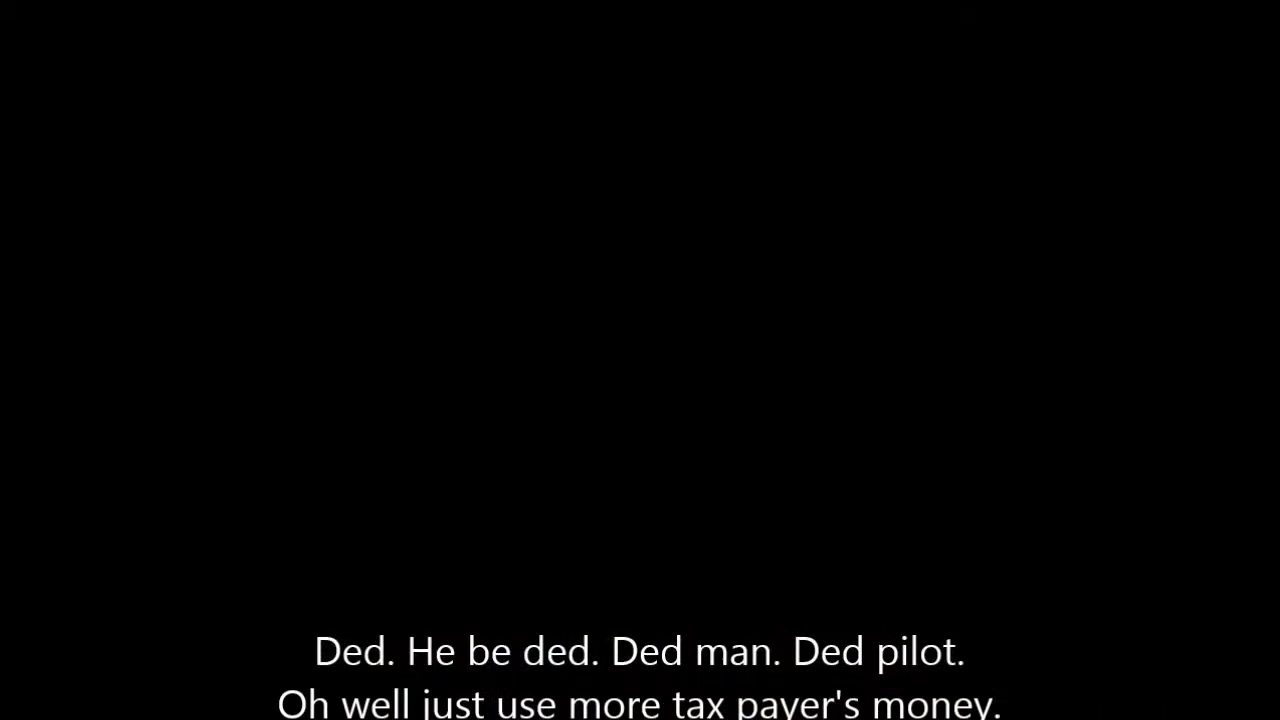 Ded. He be ded. Ded man. Ded pilot.
Oh well just use more tax payer's money.